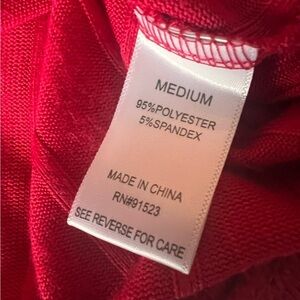 MEDIUM
95%POLYESTER
5%SPANDEX
MADE IN CHINA
RN#91523
SEE REVERSE FOR CARE